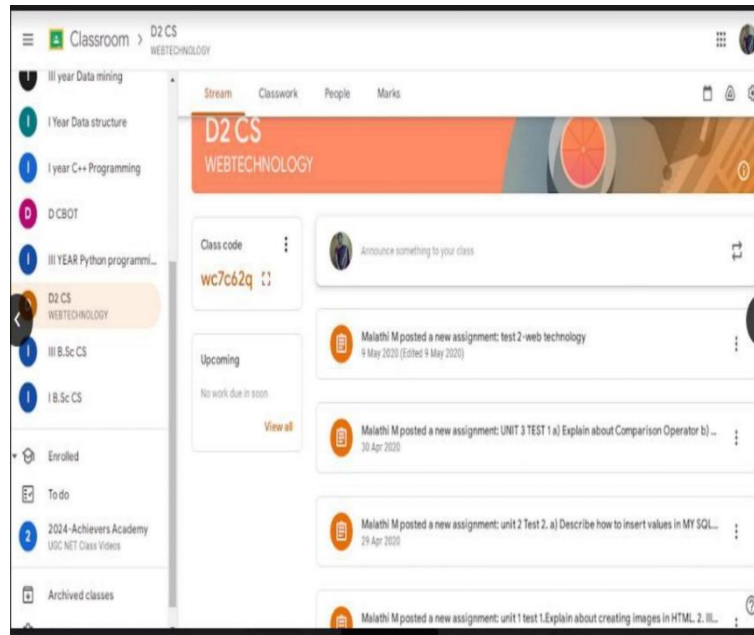 Classroom > D2 CS
WEBTECHNOLOGY
III year Data mining
I Year Data structure
I year C++ Programming
D CBOT
III YEAR Python programmi...
D2 CS
WEBTECHNOLOGY
III B.Sc CS
I B.Sc CS
Enrolled
To do
2024-Achievers Academy
UGC NET Class Videos
Archived classes
Stream Classwork People Marks
D2 CS
WEBTECHNOLOGY
Class code
wc7c62q
Upcoming
No work due in soon
View all
Announce something to your class
Malathi M posted a new assignment: test 2-web technology
9 May 2020 (Edited 9 May 2020)
Malathi M posted a new assignment: UNIT 3 TEST 1 a) Explain about Comparison Operator b) ...
30 Apr 2020
Malathi M posted a new assignment: unit 2 Test 2. a) Describe how to insert values in MY SQL...
29 Apr 2020
Malathi M posted a new assignment: unit 1 test 1.Explain about creating images in HTML. 2. III...